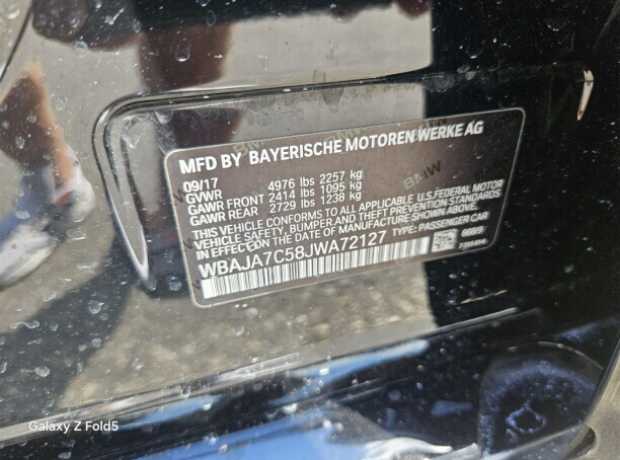 MFD BY BAYERISCHE MOTOREN WERKE AG
09/17
GVWR 4976 lbs 2257 kg
GAWR FRONT 2414 lbs 1095 kg
GAWR REAR 2729 lbs 1238 kg
THIS VEHICLE CONFORMS TO ALL APPLICABLE U.S.FEDERAL MOTOR
VEHICLE SAFETY, BUMPER, AND THEFT PREVENTION STANDARDS
IN EFFECT ON THE DATE OF MANUFACTURE SHOWN ABOVE.
WBAJA7C58JWA72127 TYPE: PASSENGER CAR
BMW
Galaxy Z Fold5